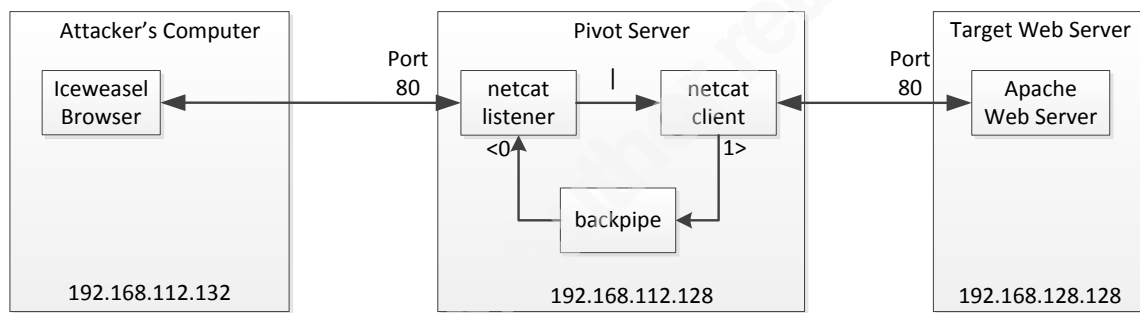 Attacker's Computer
Iceweasel
Browser
192.168.112.132
Port
80
Pivot Server
netcat
listener
|
netcat
client
<0
1>
backpipe
192.168.112.128
Port
80
Target Web Server
Apache
Web Server
192.168.128.128